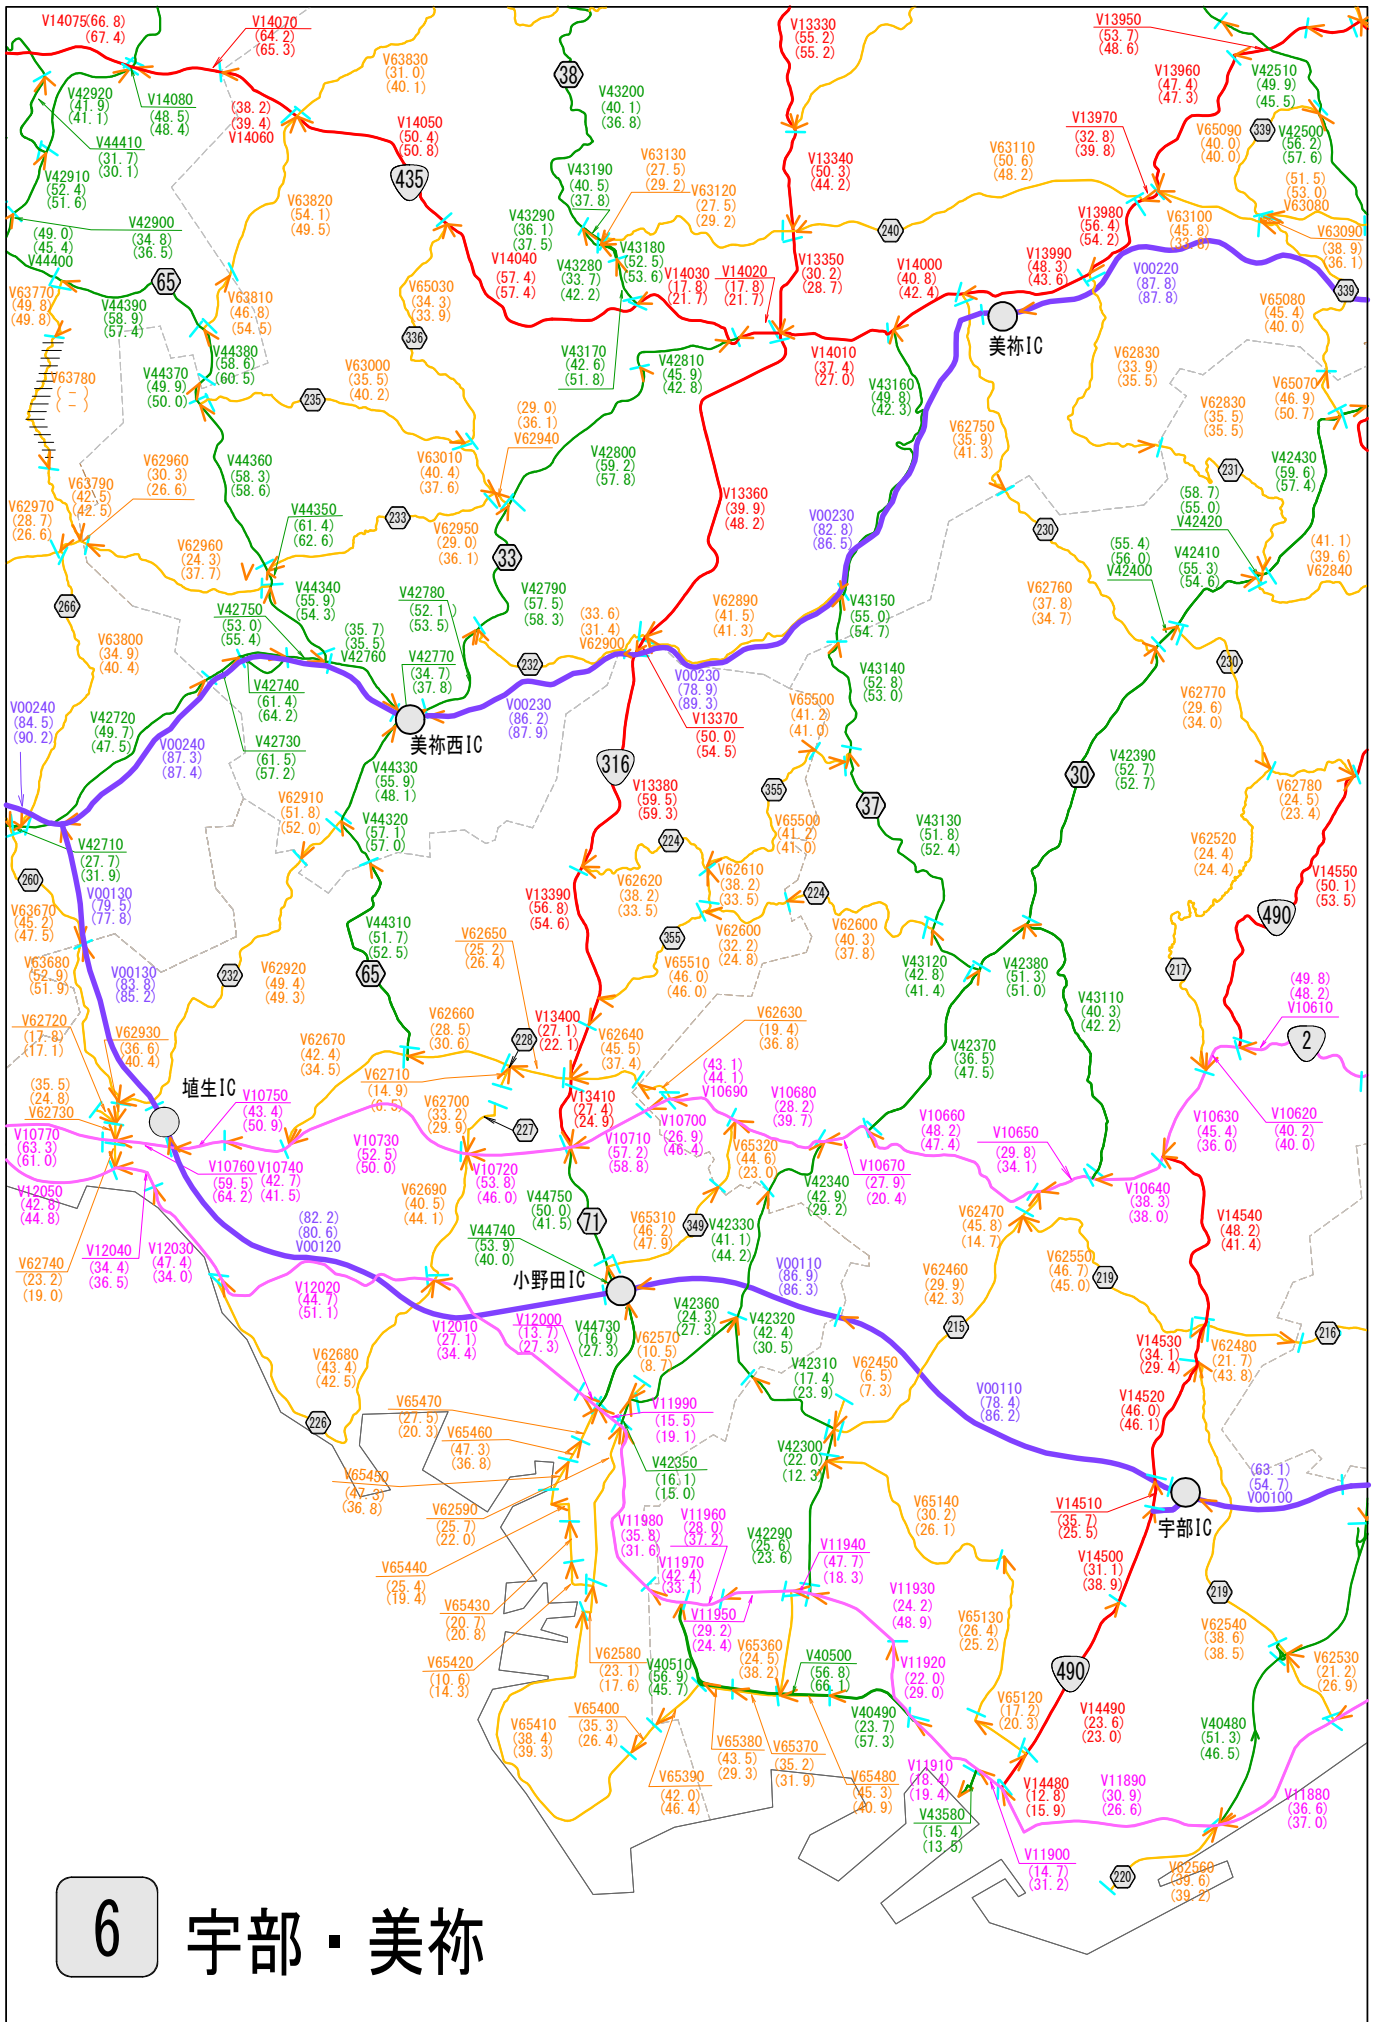 V14075(66.8)
(67.4)
V14070
(64.2)
(65.3)
V63830
(31.0)
(40.1)
38
V43200
(40.1)
(36.8)
V13330
(55.2)
(55.2)
V13950
(53.7)
(48.6)
V13960
(47.4)
(47.3)
V42510
(49.9)
(45.5)
V42920
(41.9)
(41.1)
V14080
(48.5)
(48.4)
(38.2)
(39.4)
V14060
V14050
(50.4)
(50.8)
V44410
(31.7)
(30.1)
V13970
(32.8)
(39.8)
V65090
(40.0)
(40.0)
339
V42500
(56.2)
(57.6)
V42910
(52.4)
(51.6)
435
V43190
(40.5)
(37.8)
V63130
(27.5)
(29.2)
V63120
(27.5)
(29.2)
V13340
(50.3)
(44.2)
V63110
(50.6)
(48.2)
(51.5)
(53.0)
V63080
V42900
(34.8)
(36.5)
V63820
(54.1)
(49.5)
V43290
(36.1)
(37.5)
240
V13980
(56.4)
(54.2)
V63100
(45.8)
(33.8)
V63090
(38.9)
(36.1)
(49.0)
(45.4)
V44400
65
V14040
(57.4)
(57.4)
V43180
(52.5)
(53.6)
V43280
(33.7)
(42.2)
V13350
(30.2)
(28.7)
V13990
(48.3)
(43.6)
V00220
(87.8)
(87.8)
V63770
(49.8)
(49.8)
V44390
(58.9)
(57.4)
V63810
(46.8)
(54.5)
V65030
(34.3)
(33.9)
V14030
(17.8)
(21.7)
V14020
(17.8)
(21.7)
V14000
(40.8)
(42.4)
339
336
美祢IC
V65080
(45.4)
(40.0)
V63780
(-)
(-)
V44380
(58.6)
(60.5)
V44370
(49.9)
(50.0)
V63000
(35.5)
(40.2)
235
V43170
(42.6)
(51.8)
V42810
(45.9)
(42.8)
V14010
(37.4)
(27.0)
V43160
(49.8)
(42.3)
V62830
(33.9)
(35.5)
V65070
(46.9)
(50.7)
(29.0)
(36.1)
V62940
V62750
(35.9)
(41.3)
V62830
(35.5)
(35.5)
V62960
(30.3)
(26.6)
V63790
(42.5)
(42.5)
V44360
(58.3)
(58.6)
V63010
(40.4)
(37.6)
V42800
(59.2)
(57.8)
231
V42430
(59.6)
(57.4)
V62970
(28.7)
(26.6)
V44350
(61.4)
(62.6)
233
V62950
(29.0)
(36.1)
V13360
(39.9)
(48.2)
V00230
(82.8)
(86.5)
230
(58.7)
(55.0)
V42420
V62960
(24.3)
(37.7)
33
(55.4)
(56.0)
V42400
V42410
(55.3)
(54.6)
(41.1)
(39.6)
V62840
266
V44340
(55.9)
(54.3)
V42780
(52.1)
(53.5)
V42790
(57.5)
(58.3)
V62890
(41.5)
(41.3)
V43150
(55.0)
(54.7)
V62760
(37.8)
(34.7)
V42750
(53.0)
(55.4)
(35.7)
(35.5)
V42760
(33.6)
(31.4)
V62900
V63800
(34.9)
(40.4)
V42770
(34.7)
(37.8)
232
V43140
(52.8)
(53.0)
230
V42740
(61.4)
(64.2)
V00230
(78.9)
(89.3)
V62770
(29.6)
(34.0)
V00240
(84.5)
(90.2)
V42720
(49.7)
(47.5)
V00240
(87.3)
(87.4)
V42730
(61.5)
(57.2)
V00230
(86.2)
(87.9)
V13370
(50.0)
(54.5)
V65500
(41.2)
(41.0)
美祢西IC
V44330
(55.9)
(48.1)
316
V13380
(59.5)
(59.3)
355
37
30
V42390
(52.7)
(52.7)
V62780
(24.5)
(23.4)
V62910
(51.8)
(52.0)
V44320
(57.1)
(57.0)
V65500
(41.2)
(41.0)
V43130
(51.8)
(52.4)
V42710
(27.7)
(31.9)
224
V62520
(24.4)
(24.4)
260
V00130
(79.5)
(77.8)
V13390
(56.8)
(54.6)
V62620
(38.2)
(33.5)
V62610
(38.2)
(33.5)
224
V14550
(50.1)
(53.5)
V63670
(45.2)
(47.5)
V44310
(51.7)
(52.5)
V62650
(25.2)
(26.4)
355
V62600
(32.2)
(24.8)
V62600
(40.3)
(37.8)
490
V63680
(52.9)
(51.9)
V00130
(83.8)
(85.2)
232
V62920
(49.4)
(49.3)
65
V65510
(46.0)
(46.0)
V43120
(42.8)
(41.4)
V42380
(51.3)
(51.0)
217
V43110
(40.3)
(42.2)
(49.8)
(48.2)
V10610
V62720
(17.8)
(17.1)
V62930
(36.6)
(40.4)
V62670
(42.4)
(34.5)
V62660
(28.5)
(30.6)
228
V13400
(27.1)
(22.1)
V62640
(45.5)
(37.4)
V62630
(19.4)
(36.8)
V42370
(36.5)
(47.5)
2
(35.5)
(24.8)
V62730
埴生IC
V10750
(43.4)
(50.9)
V62710
(14.9)
(6.5)
V62700
(33.2)
(29.9)
227
V13410
(27.4)
(24.9)
(43.1)
(44.1)
V10690
V10680
(28.2)
(39.7)
V10700
(26.9)
(46.4)
V10660
(48.2)
(47.4)
V10650
(29.8)
(34.1)
V10630
(45.4)
(36.0)
V10620
(40.2)
(40.0)
V10770
(63.3)
(61.0)
V10760
(59.5)
(64.2)
V10740
(42.7)
(41.5)
V10730
(52.5)
(50.0)
V10720
(53.8)
(46.0)
V10710
(57.2)
(58.8)
V65320
(44.6)
(23.0)
V10670
(27.9)
(20.4)
V12050
(42.8)
(44.8)
V62690
(40.5)
(44.1)
V44750
(50.0)
(41.5)
71
V42340
(42.9)
(29.2)
V10640
(38.3)
(38.0)
(82.2)
(80.6)
V00120
V44740
(53.9)
(40.0)
V65310
(46.2)
(47.9)
349
V42330
(41.1)
(44.2)
V62470
(45.8)
(14.7)
V14540
(48.2)
(41.4)
V62740
(23.2)
(19.0)
V12040
(34.4)
(36.5)
V12030
(47.4)
(34.0)
小野田IC
V00110
(86.9)
(86.3)
V62460
(29.9)
(42.3)
V62550
(46.7)
(45.0)
219
V12020
(44.7)
(51.1)
V12010
(27.1)
(34.4)
V12000
(13.7)
(27.3)
V44730
(16.9)
(27.3)
V42360
(24.3)
(27.3)
V42320
(42.4)
(30.5)
215
216
V62680
(43.4)
(42.5)
V62570
(10.5)
(8.7)
V42310
(17.4)
(23.9)
V62450
(6.5)
(7.3)
V14530
(34.1)
(29.4)
V62480
(21.7)
(43.8)
226
V65470
(27.5)
(20.3)
V11990
(15.5)
(19.1)
V00110
(78.4)
(86.2)
V14520
(46.0)
(46.1)
V65460
(47.3)
(36.8)
V42350
(16.1)
(15.0)
V42300
(22.0)
(12.3)
V65450
(47.3)
(36.8)
(63.1)
(54.7)
V00100
V62590
(25.7)
(22.0)
V11980
(35.8)
(31.6)
V11960
(28.0)
(37.2)
V42290
(25.6)
(23.6)
V65140
(30.2)
(26.1)
V14510
(35.7)
(25.5)
宇部IC
V65440
(25.4)
(19.4)
V11970
(42.4)
(33.1)
V11940
(47.7)
(18.3)
V14500
(31.1)
(38.9)
V65430
(20.7)
(20.8)
V11950
(29.2)
(24.4)
V11930
(24.2)
(48.9)
V65130
(26.4)
(25.2)
219
V65420
(10.6)
(14.3)
V62580
(23.1)
(17.6)
V40510
(56.9)
(45.7)
V65360
(24.5)
(38.2)
V40500
(56.8)
(66.1)
V11920
(22.0)
(29.0)
490
V62540
(38.6)
(38.5)
V62530
(21.2)
(26.9)
V65410
(38.4)
(39.3)
V65400
(35.3)
(26.4)
V65380
(43.5)
(29.3)
V65370
(35.2)
(31.9)
V40490
(23.7)
(57.3)
V65120
(17.2)
(20.3)
V14490
(23.6)
(23.0)
V40480
(51.3)
(46.5)
V65390
(42.0)
(46.4)
V65480
(45.3)
(40.9)
V11910
(18.4)
(19.4)
V14480
(12.8)
(15.9)
V11890
(30.9)
(26.6)
V11880
(36.6)
(37.0)
V43580
(15.4)
(13.5)
V11900
(14.7)
(31.2)
220
V62560
(39.6)
(39.2)
6 宇部・美祢